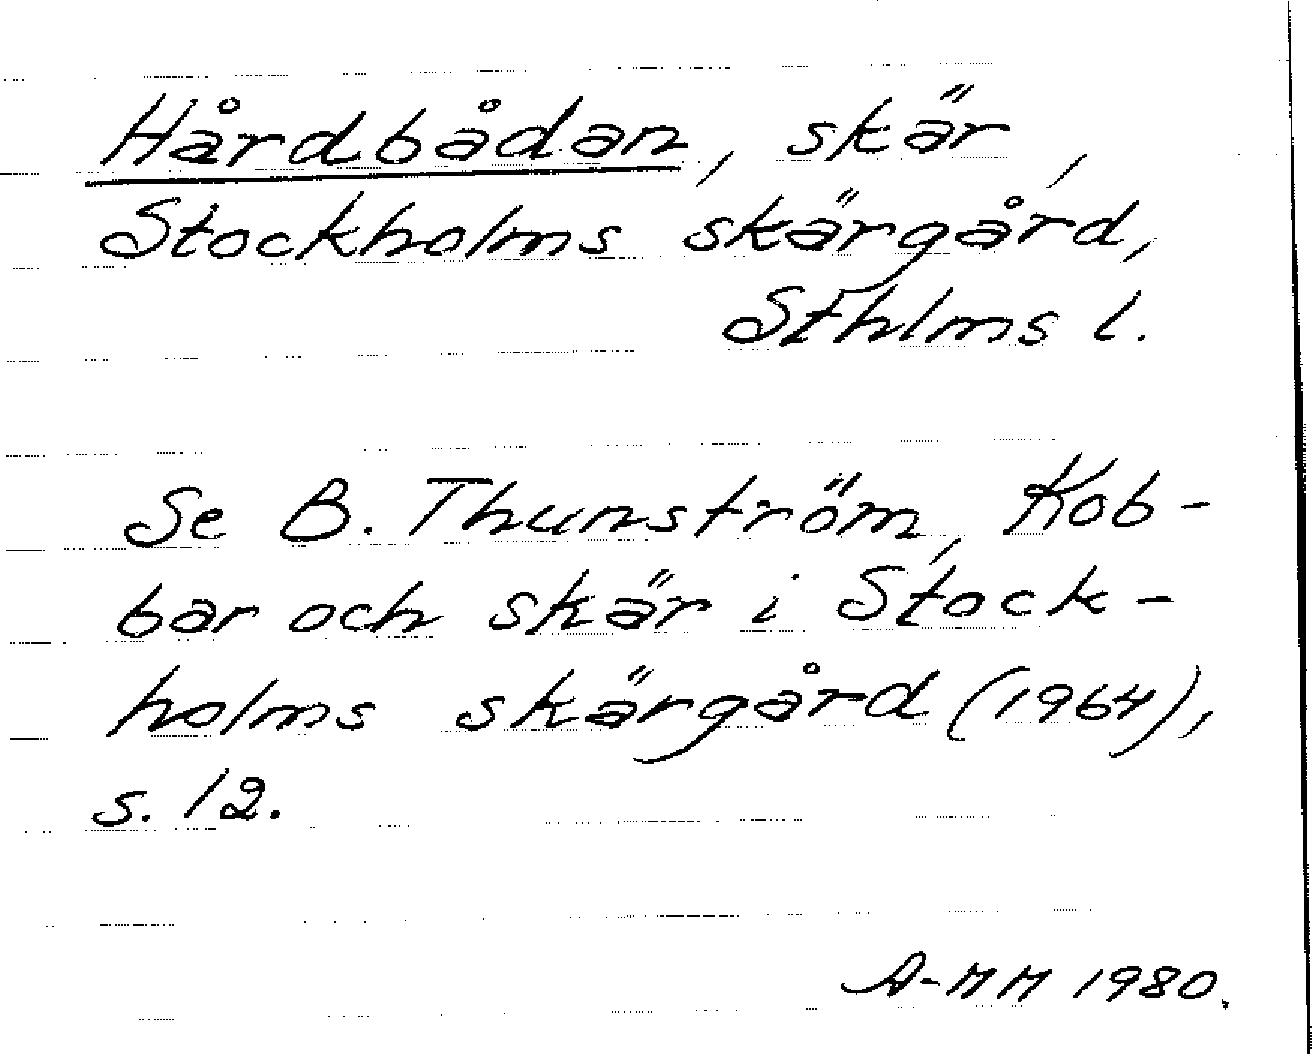 Hårdbådan, skär,
Stockholms skärgård,
Sthlms l.
Se B. Thunström, Kob-
bar och skär i Stock-
holms skärgård (1964),
s. 12.
A-MM 1980.